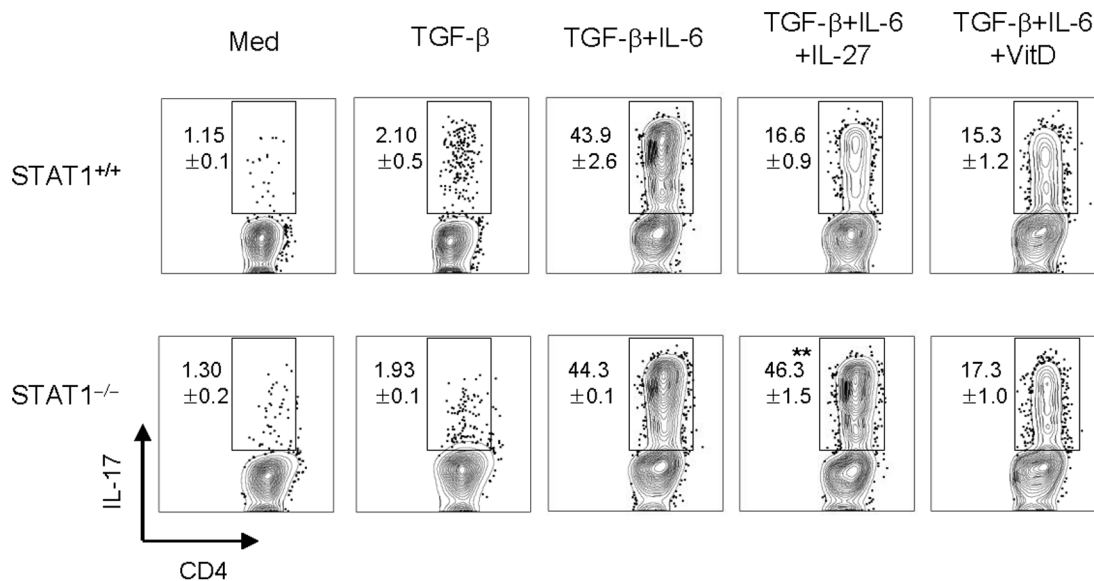 Med
TGF-β
TGF-β+IL-6
TGF-β+IL-6
+IL-27
TGF-β+IL-6
+VitD
STAT1+/+
1.15
±0.1
2.10
±0.5
43.9
±2.6
16.6
±0.9
15.3
±1.2
STAT1–/–
1.30
±0.2
1.93
±0.1
44.3
±0.1
**
46.3
±1.5
17.3
±1.0
IL-17
CD4